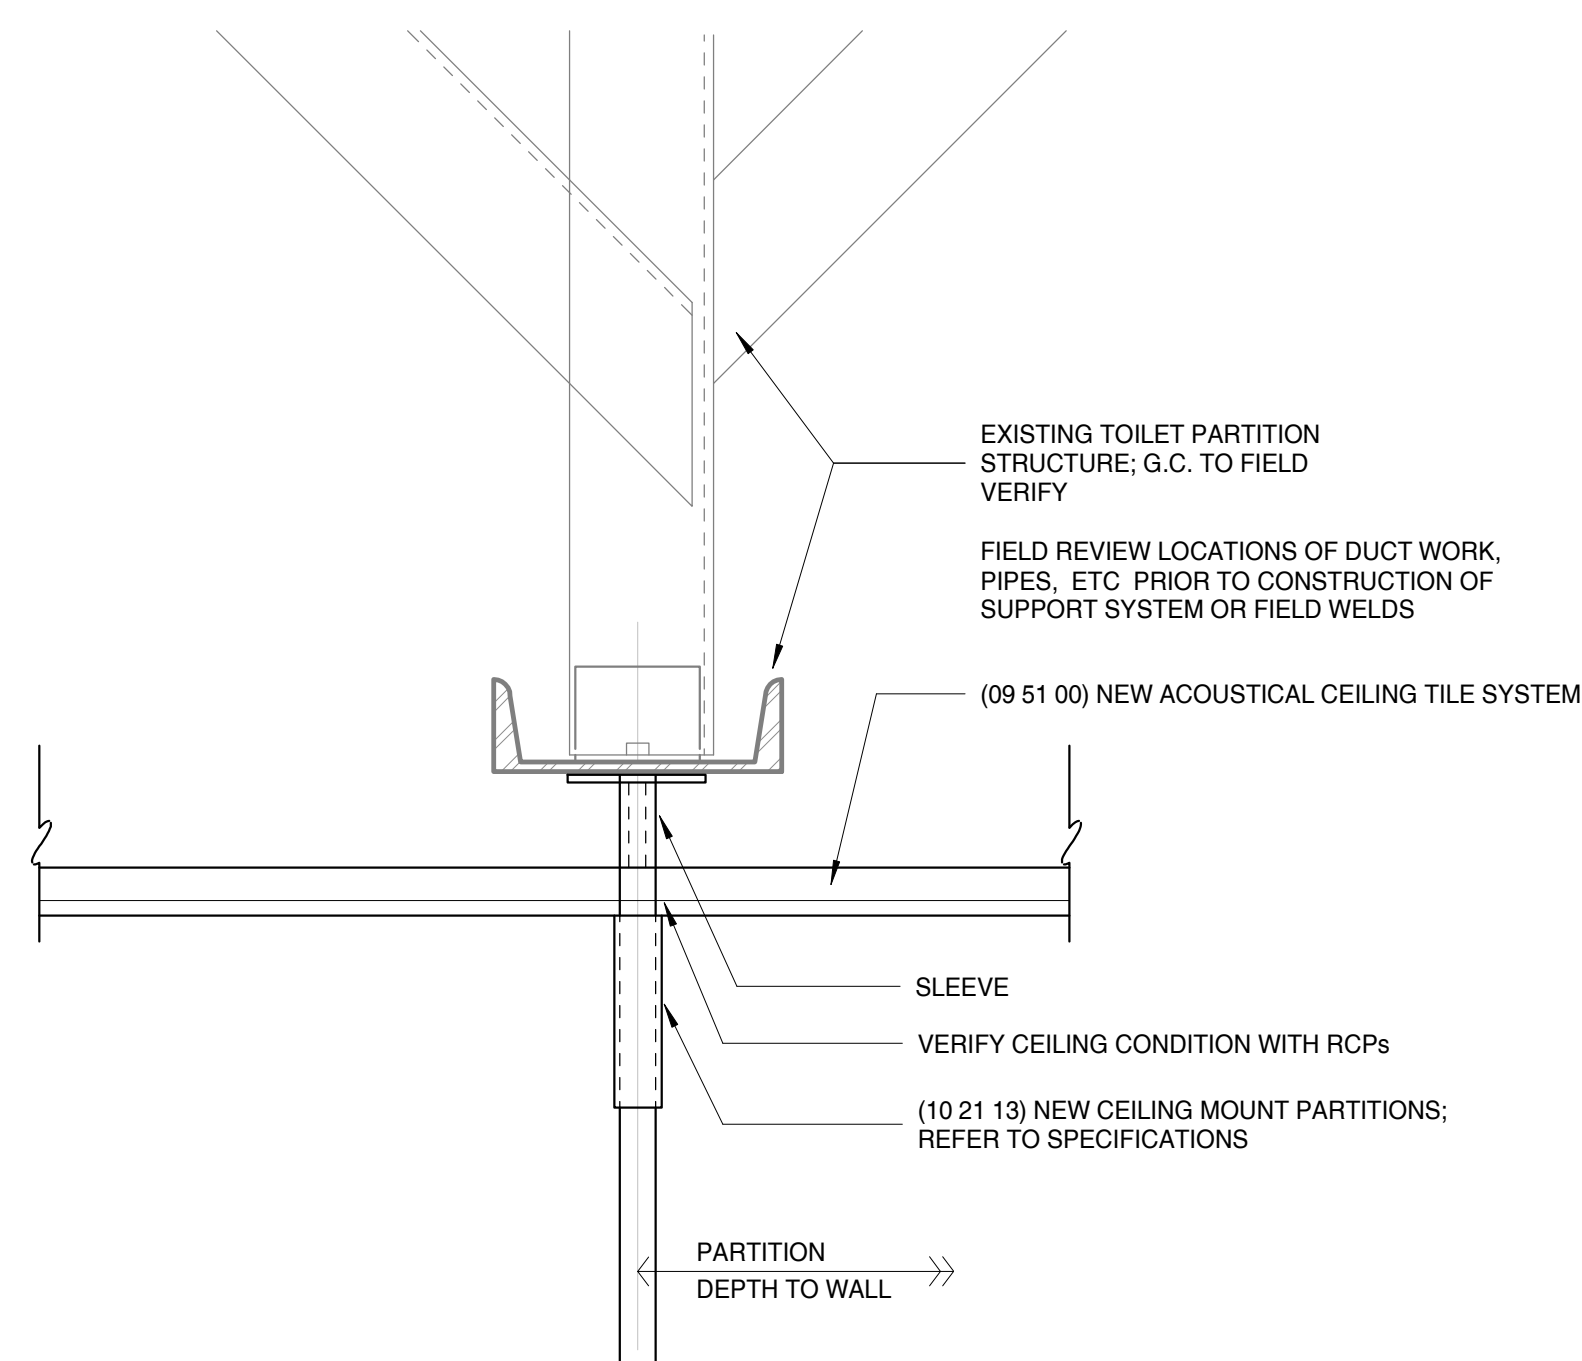 EXISTING TOILET PARTITION
STRUCTURE; G.C. TO FIELD
VERIFY
FIELD REVIEW LOCATIONS OF DUCT WORK,
PIPES, ETC PRIOR TO CONSTRUCTION OF
SUPPORT SYSTEM OR FIELD WELDS
(09 51 00) NEW ACOUSTICAL CEILING TILE SYSTEM
SLEEVE
VERIFY CEILING CONDITION WITH RCPs
(10 21 13) NEW CEILING MOUNT PARTITIONS;
REFER TO SPECIFICATIONS
PARTITION
DEPTH TO WALL